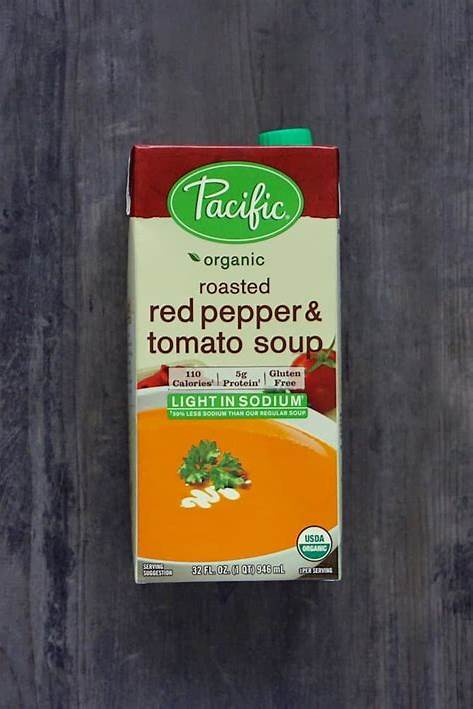 Pacific®
organic
roasted
red pepper &
tomato soup
110 Calories†
5g Protein†
Gluten Free
LIGHT IN SODIUM*
*50% LESS SODIUM THAN OUR REGULAR SOUP
USDA
ORGANIC
SERVING
SUGGESTION
32 FL. OZ. (1 QT) 946 mL
†PER SERVING